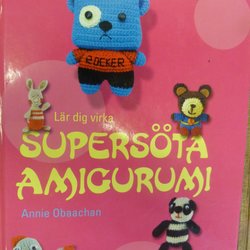 Lär dig virka
SUPERSÖTA
AMIGURUMI
Annie Obaachan